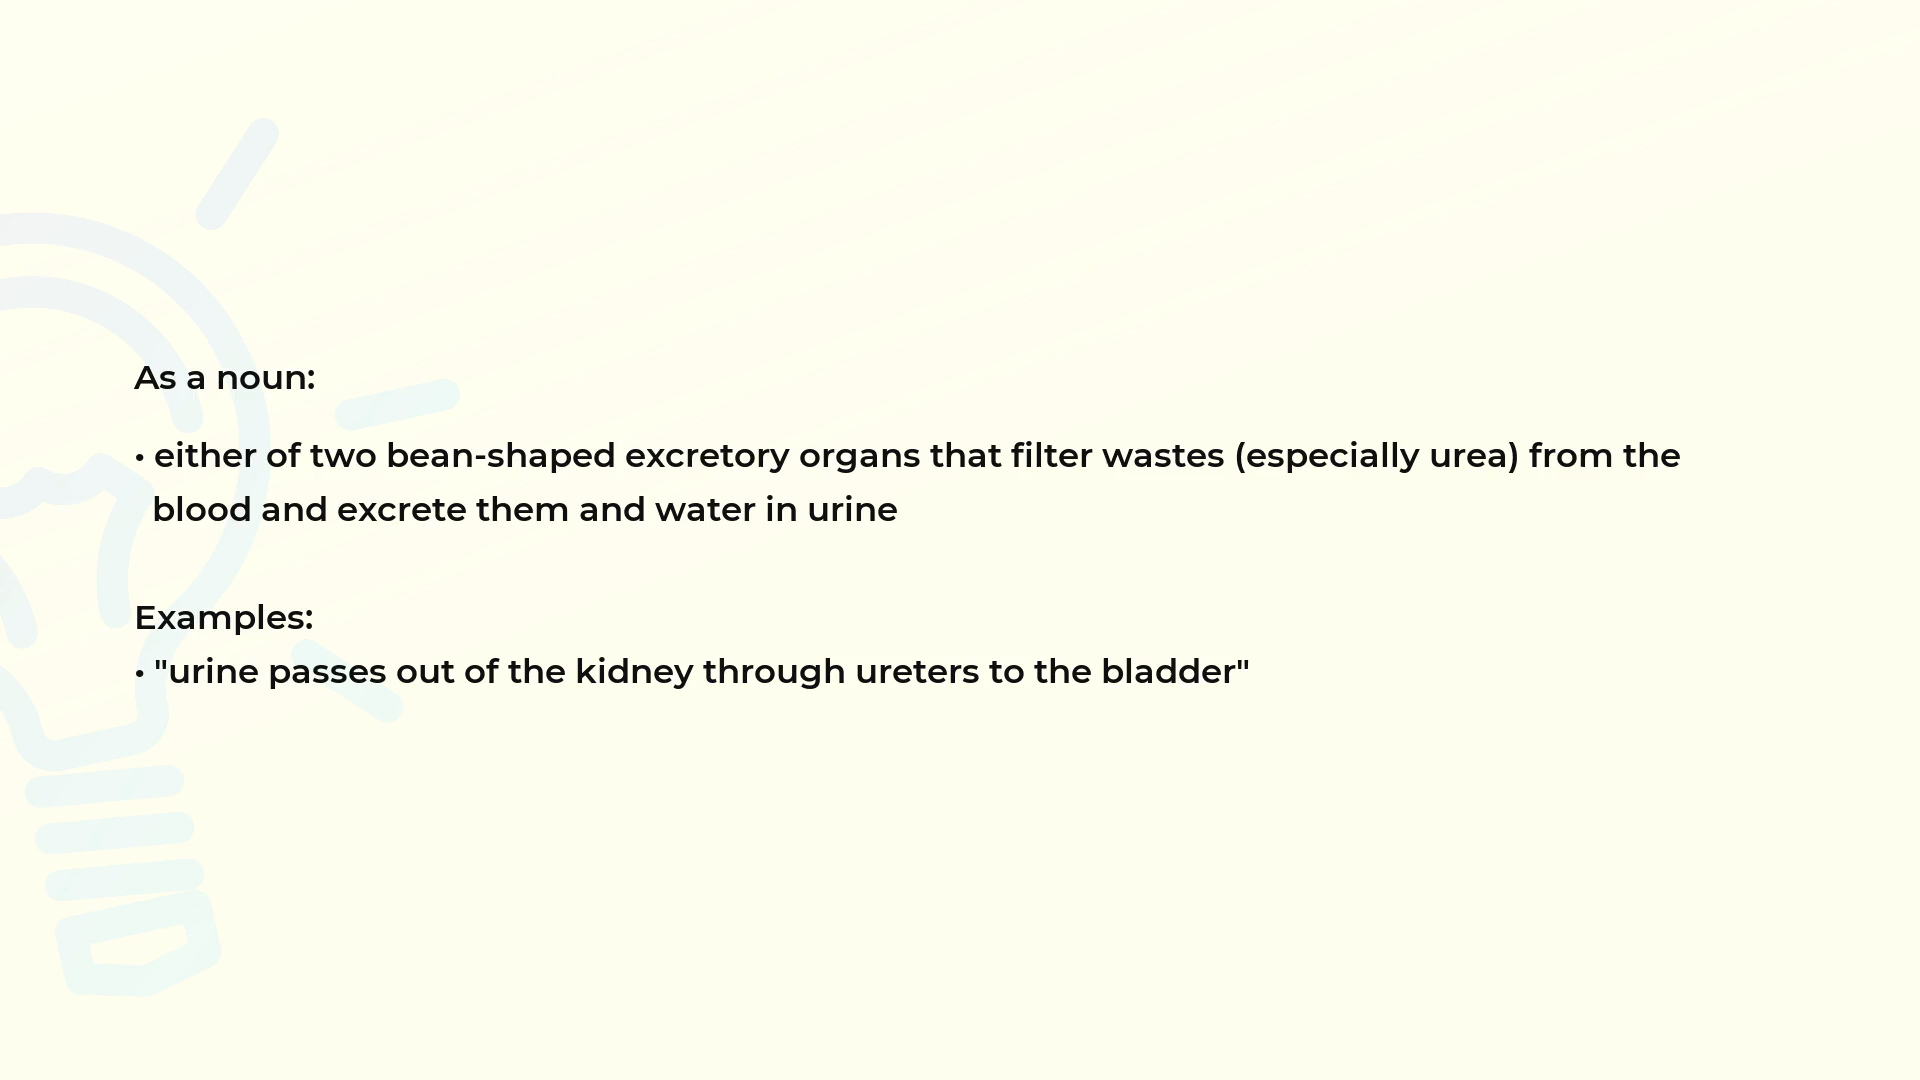 As a noun:
• either of two bean-shaped excretory organs that filter wastes (especially urea) from the
blood and excrete them and water in urine
Examples:
• "urine passes out of the kidney through ureters to the bladder"